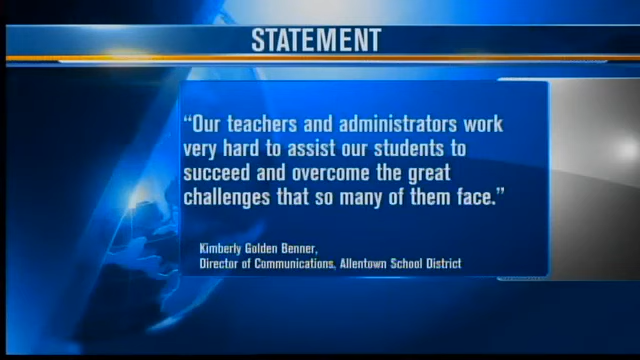 STATEMENT
“Our teachers and administrators work
very hard to assist our students to
succeed and overcome the great
challenges that so many of them face.”
Kimberly Golden Benner,
Director of Communications, Allentown School District